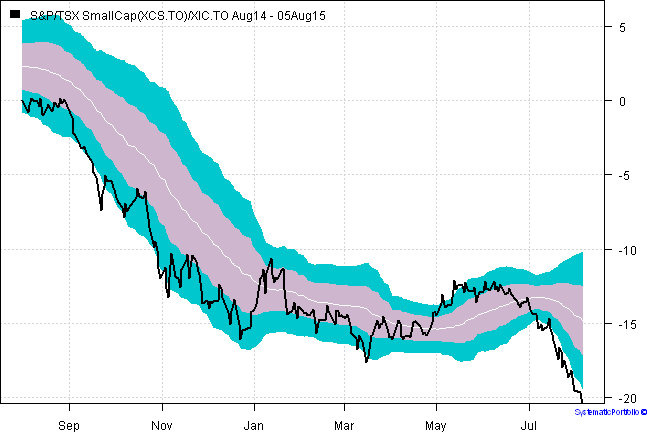 S&P/TSX SmallCap(XCS.TO)/XIC.TO Aug14 - 05Aug15
5
0
-5
-10
-15
-20
Sep Nov Jan Mar May Jul
SystematicPortfolio ©